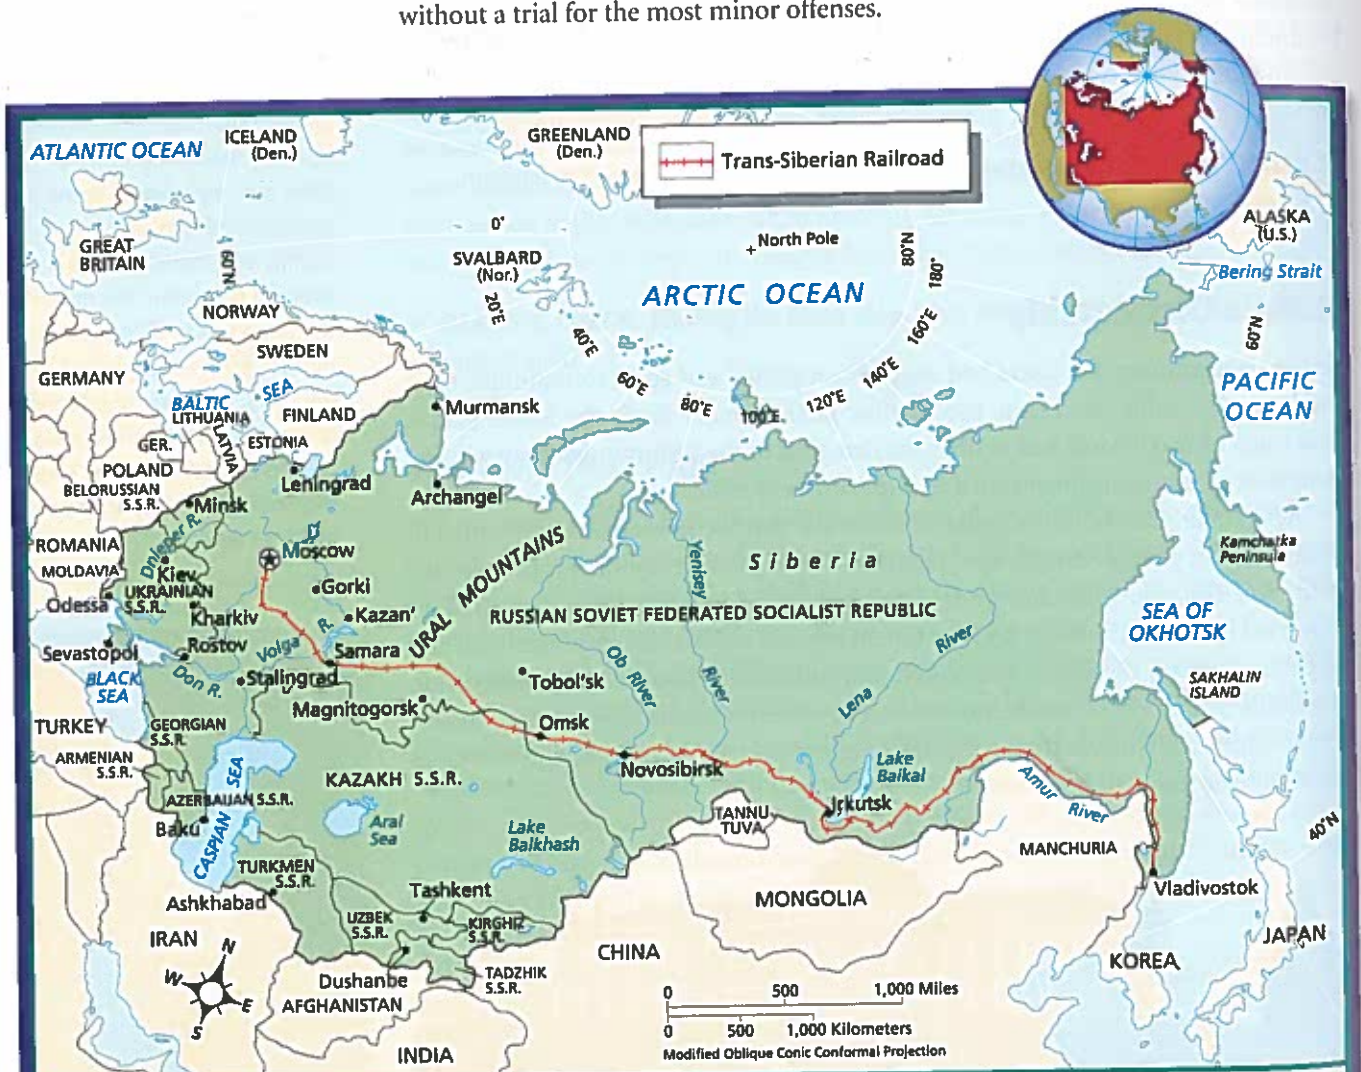 without a trial for the most minor offenses.
Trans-Siberian Railroad
ATLANTIC OCEAN
ICELAND
(Den.)
GREENLAND
(Den.)
ALASKA
(U.S.)
Bering Strait
GREAT
BRITAIN
60°N
0°
SVALBARD
(Nor.)
20°E
40°E
60°E
80°E
100°E
120°E
140°E
160°E
180°
80°N
North Pole
ARCTIC OCEAN
60°N
PACIFIC
OCEAN
NORWAY
SWEDEN
GERMANY
BALTIC
SEA
LITHUANIA
FINLAND
Murmansk
GER.
LATVIA
ESTONIA
POLAND
Leningrad
Archangel
BELORUSSIAN
S.S.R.
Minsk
ROMANIA
Dnieper R.
Moscow
MOLDAVIA
Kiev
Gorki
URAL MOUNTAINS
Yenisey
River
Siberia
Kamchatka
Peninsula
Odessa
UKRAINIAN
S.S.R.
Kharkiv
Kazan'
RUSSIAN SOVIET FEDERATED SOCIALIST REPUBLIC
SEA OF
OKHOTSK
Sevastopol
Rostov
Volga R.
Samara
Lena River
BLACK
SEA
Don R.
Stalingrad
Tobol'sk
Ob River
SAKHALIN
ISLAND
Magnitogorsk
Omsk
TURKEY
GEORGIAN
S.S.R.
ARMENIAN
S.S.R.
Novosibirsk
Lake
Baikal
KAZAKH S.S.R.
Amur River
AZERBAIJAN S.S.R.
Irkutsk
Baku
CASPIAN SEA
Aral
Sea
Lake
Balkhash
TANNU
TUVA
40°N
MANCHURIA
TURKMEN
S.S.R.
Tashkent
Vladivostok
Ashkhabad
UZBEK
S.S.R.
KIRGHIZ
S.S.R.
MONGOLIA
IRAN
CHINA
KOREA
JAPAN
Dushanbe
TADZHIK
S.S.R.
AFGHANISTAN
INDIA
N
W
E
S
0 500 1,000 Miles
0 500 1,000 Kilometers
Modified Oblique Conic Conformal Projection